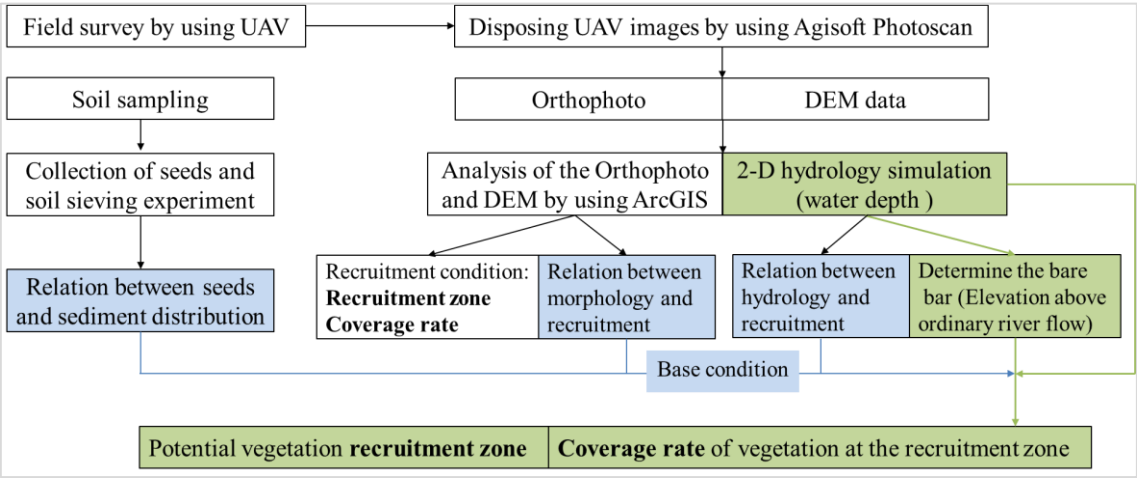 Field survey by using UAV
Disposing UAV images by using Agisoft Photoscan
Soil sampling
Orthophoto
DEM data
Collection of seeds and
soil sieving experiment
Analysis of the Orthophoto
and DEM by using ArcGIS
2-D hydrology simulation
(water depth )
Relation between seeds
and sediment distribution
Recruitment condition:
Recruitment zone
Coverage rate
Relation between
morphology and
recruitment
Relation between
hydrology and
recruitment
Determine the bare
bar (Elevation above
ordinary river flow)
Base condition
Potential vegetation recruitment zone
Coverage rate of vegetation at the recruitment zone